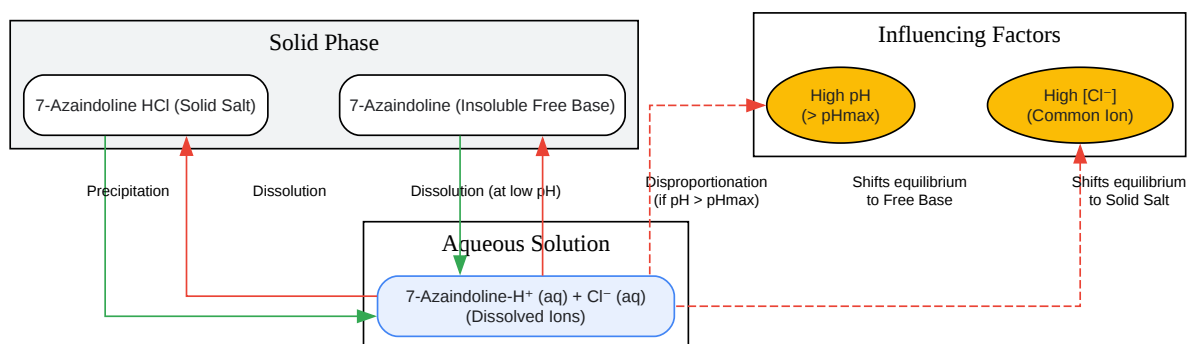 Solid Phase
7-Azaindoline HCl (Solid Salt)
7-Azaindoline (Insoluble Free Base)
Influencing Factors
High pH
(> pHmax)
High [Cl⁻]
(Common Ion)
Precipitation
Dissolution
Dissolution (at low pH)
Disproportionation
(if pH > pHmax)
Shifts equilibrium
to Free Base
Shifts equilibrium
to Solid Salt
Aqueous Solution
7-Azaindoline-H⁺ (aq) + Cl⁻ (aq)
(Dissolved Ions)